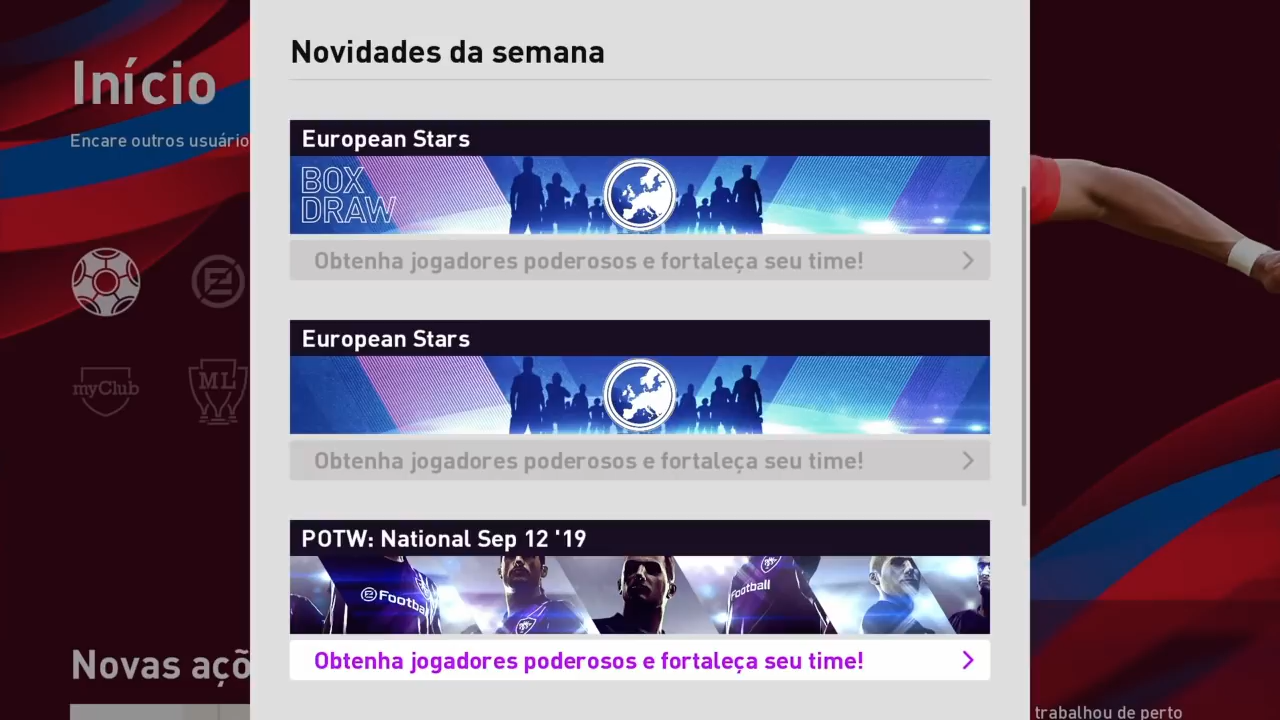 Início
Encare outros usuário
myClub
ML
Novas açõ
Novidades da semana
European Stars
BOX
DRAW
Obtenha jogadores poderosos e fortaleça seu time!
European Stars
Obtenha jogadores poderosos e fortaleça seu time!
POTW: National Sep 12 '19
eFootba
Football
Obtenha jogadores poderosos e fortaleça seu time!
trabalhou de perto